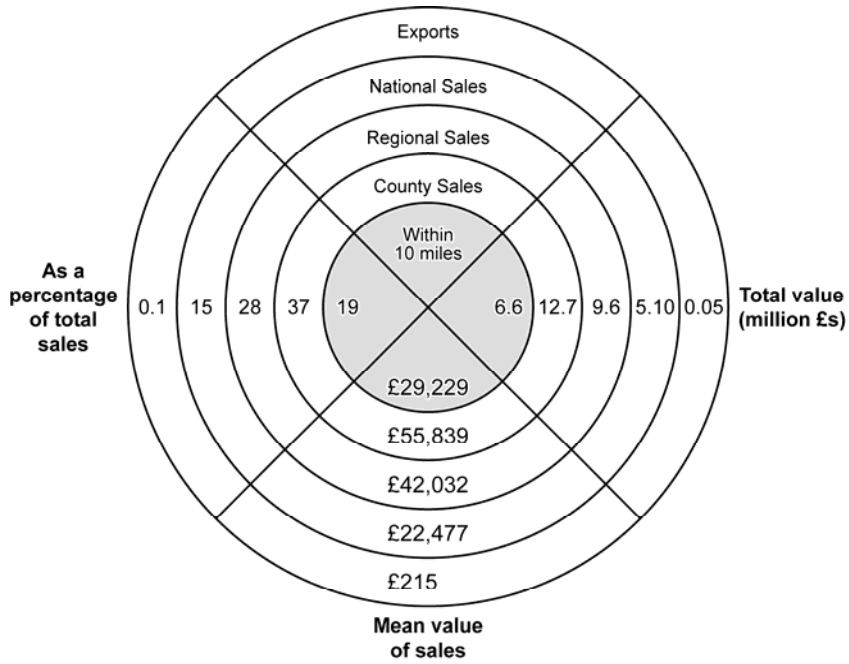 Exports
National Sales
Regional Sales
County Sales
Within
10 miles
As a
percentage
of total
sales
0.1 15 28 37 19 6.6 12.7 9.6 5.10 0.05
Total value
(million £s)
£29,229
£55,839
£42,032
£22,477
£215
Mean value
of sales